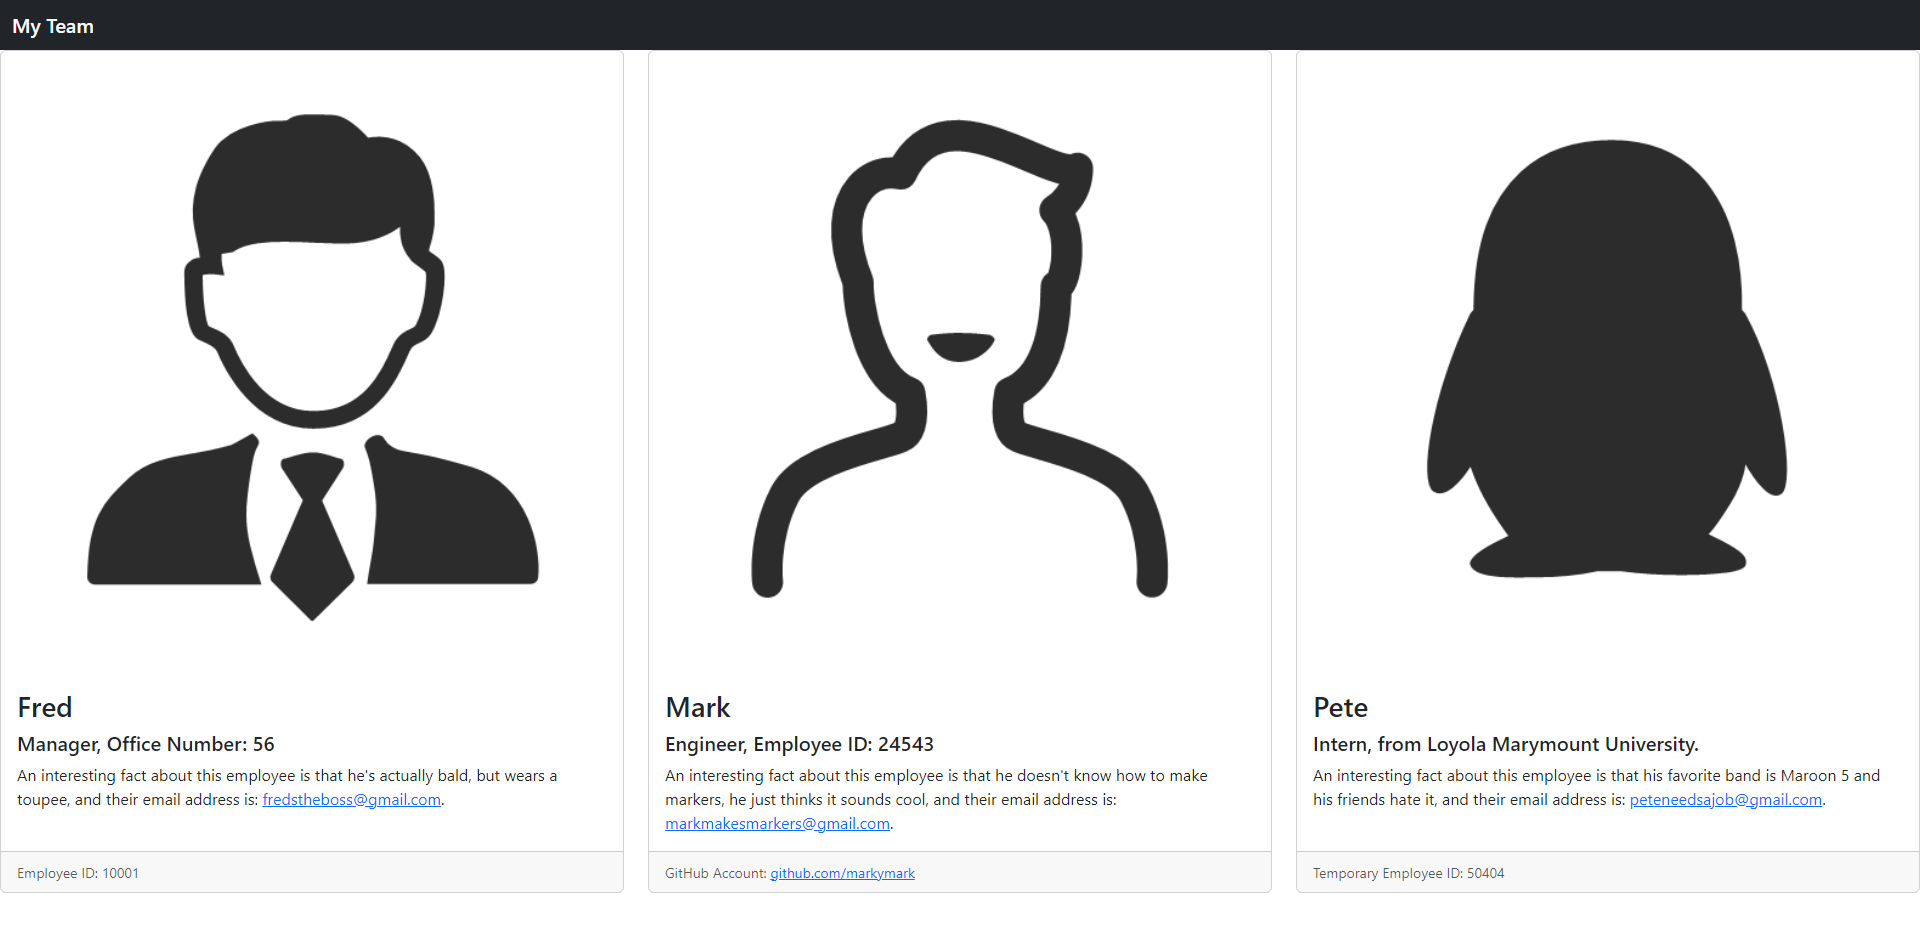 My Team
Fred
Manager, Office Number: 56
An interesting fact about this employee is that he's actually bald, but wears a
toupee, and their email address is: fredstheboss@gmail.com.
Employee ID: 10001
Mark
Engineer, Employee ID: 24543
An interesting fact about this employee is that he doesn't know how to make
markers, he just thinks it sounds cool, and their email address is:
markmakesmarkers@gmail.com.
GitHub Account: github.com/markymark
Pete
Intern, from Loyola Marymount University.
An interesting fact about this employee is that his favorite band is Maroon 5 and
his friends hate it, and their email address is: peteneedsajob@gmail.com.
Temporary Employee ID: 50404